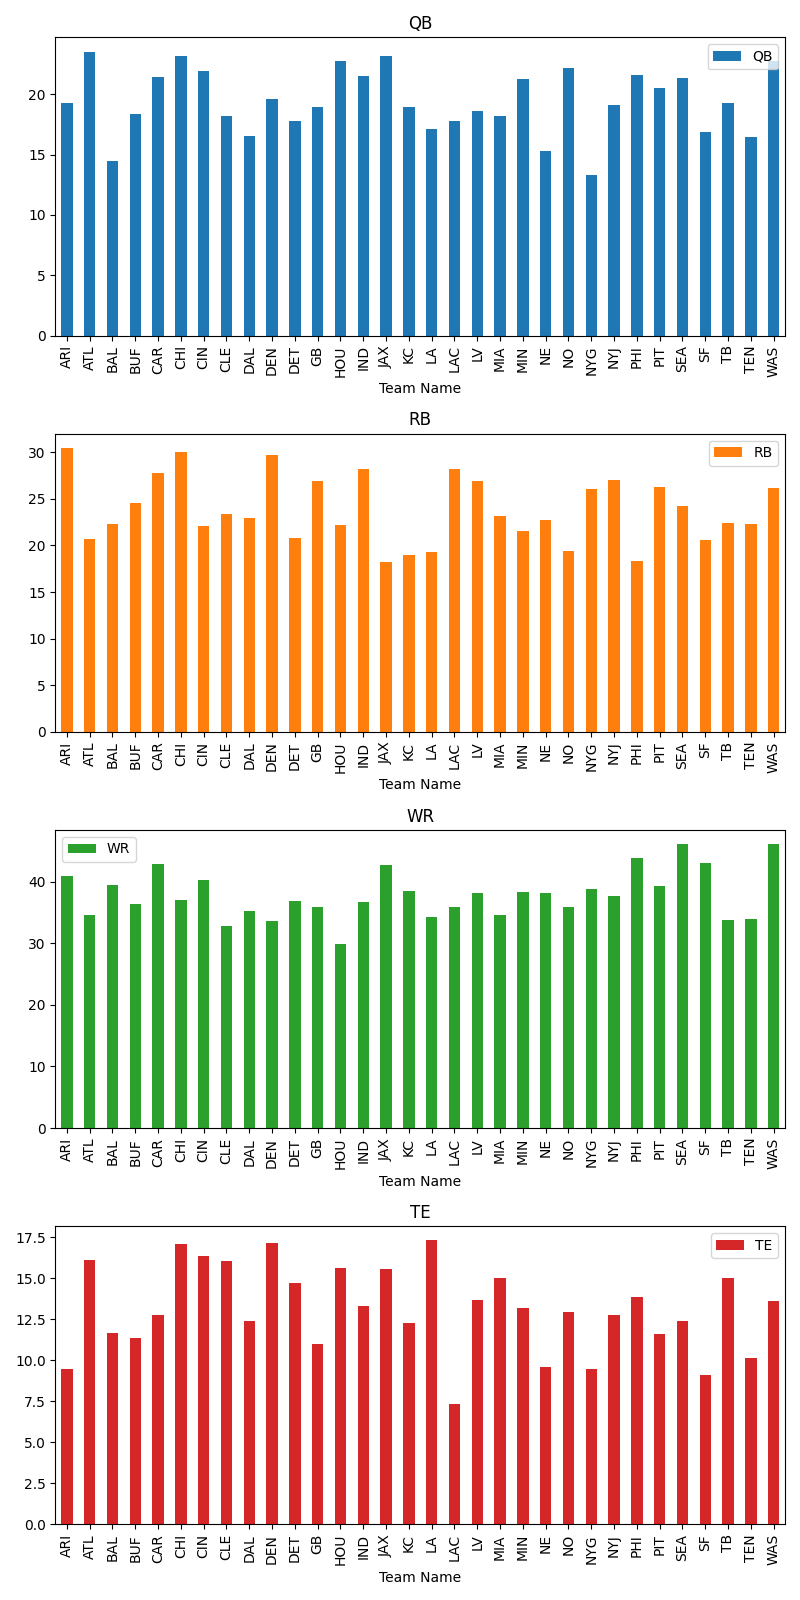 QB
QB
20
15
10
5
0
ARI ATL BAL BUF CAR CHI CIN CLE DAL DEN DET GB HOU IND JAX KC LA LAC LV MIA MIN NE NO NYG NYJ PHI PIT SEA SF TB TEN WAS
Team Name
RB
RB
30
25
20
15
10
5
0
ARI ATL BAL BUF CAR CHI CIN CLE DAL DEN DET GB HOU IND JAX KC LA LAC LV MIA MIN NE NO NYG NYJ PHI PIT SEA SF TB TEN WAS
Team Name
WR
WR
40
30
20
10
0
ARI ATL BAL BUF CAR CHI CIN CLE DAL DEN DET GB HOU IND JAX KC LA LAC LV MIA MIN NE NO NYG NYJ PHI PIT SEA SF TB TEN WAS
Team Name
TE
TE
17.5
15.0
12.5
10.0
7.5
5.0
2.5
0.0
ARI ATL BAL BUF CAR CHI CIN CLE DAL DEN DET GB HOU IND JAX KC LA LAC LV MIA MIN NE NO NYG NYJ PHI PIT SEA SF TB TEN WAS
Team Name